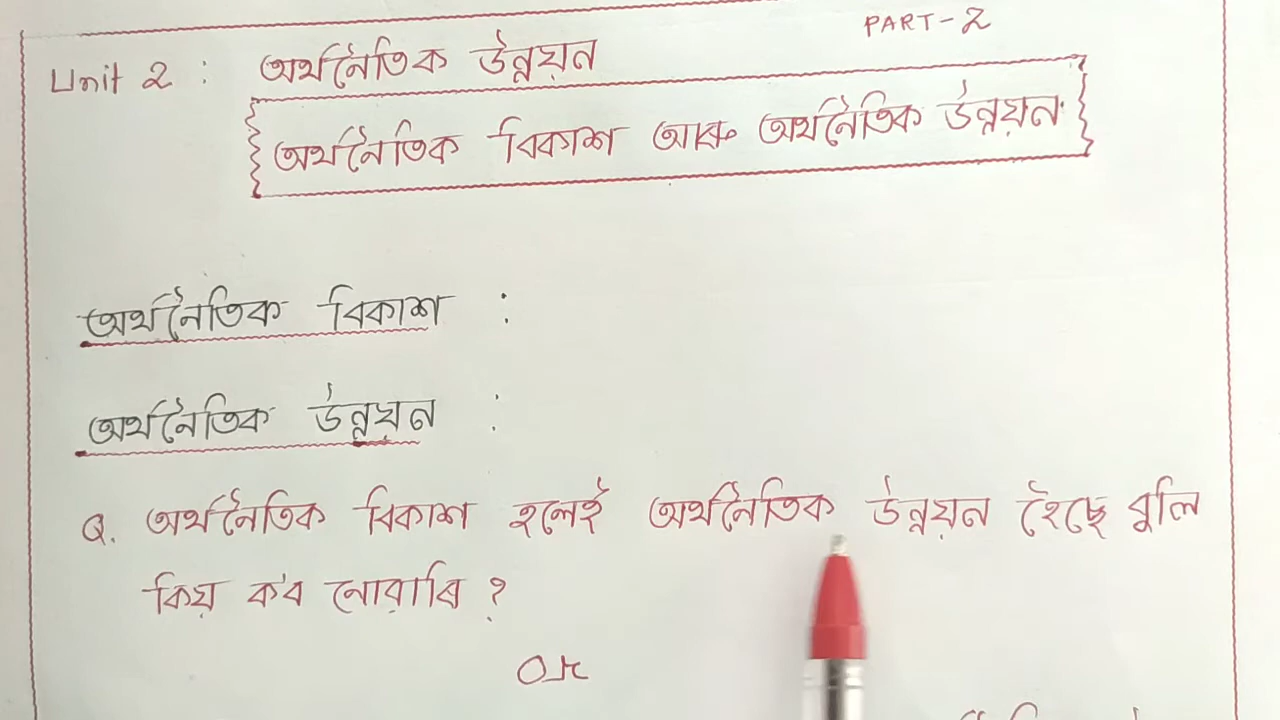 PART-2
Unit 2 : অৰ্থনৈতিক উন্নয়ন
অৰ্থনৈতিক বিকাশ আৰু অৰ্থনৈতিক উন্নয়ন
অৰ্থনৈতিক বিকাশ :
অৰ্থনৈতিক উন্নয়ন :
Q. অৰ্থনৈতিক বিকাশ হলেই অৰ্থনৈতিক উন্নয়ন হৈছে বুলি
কিয় ক'ব নোৱাৰি ?
Or